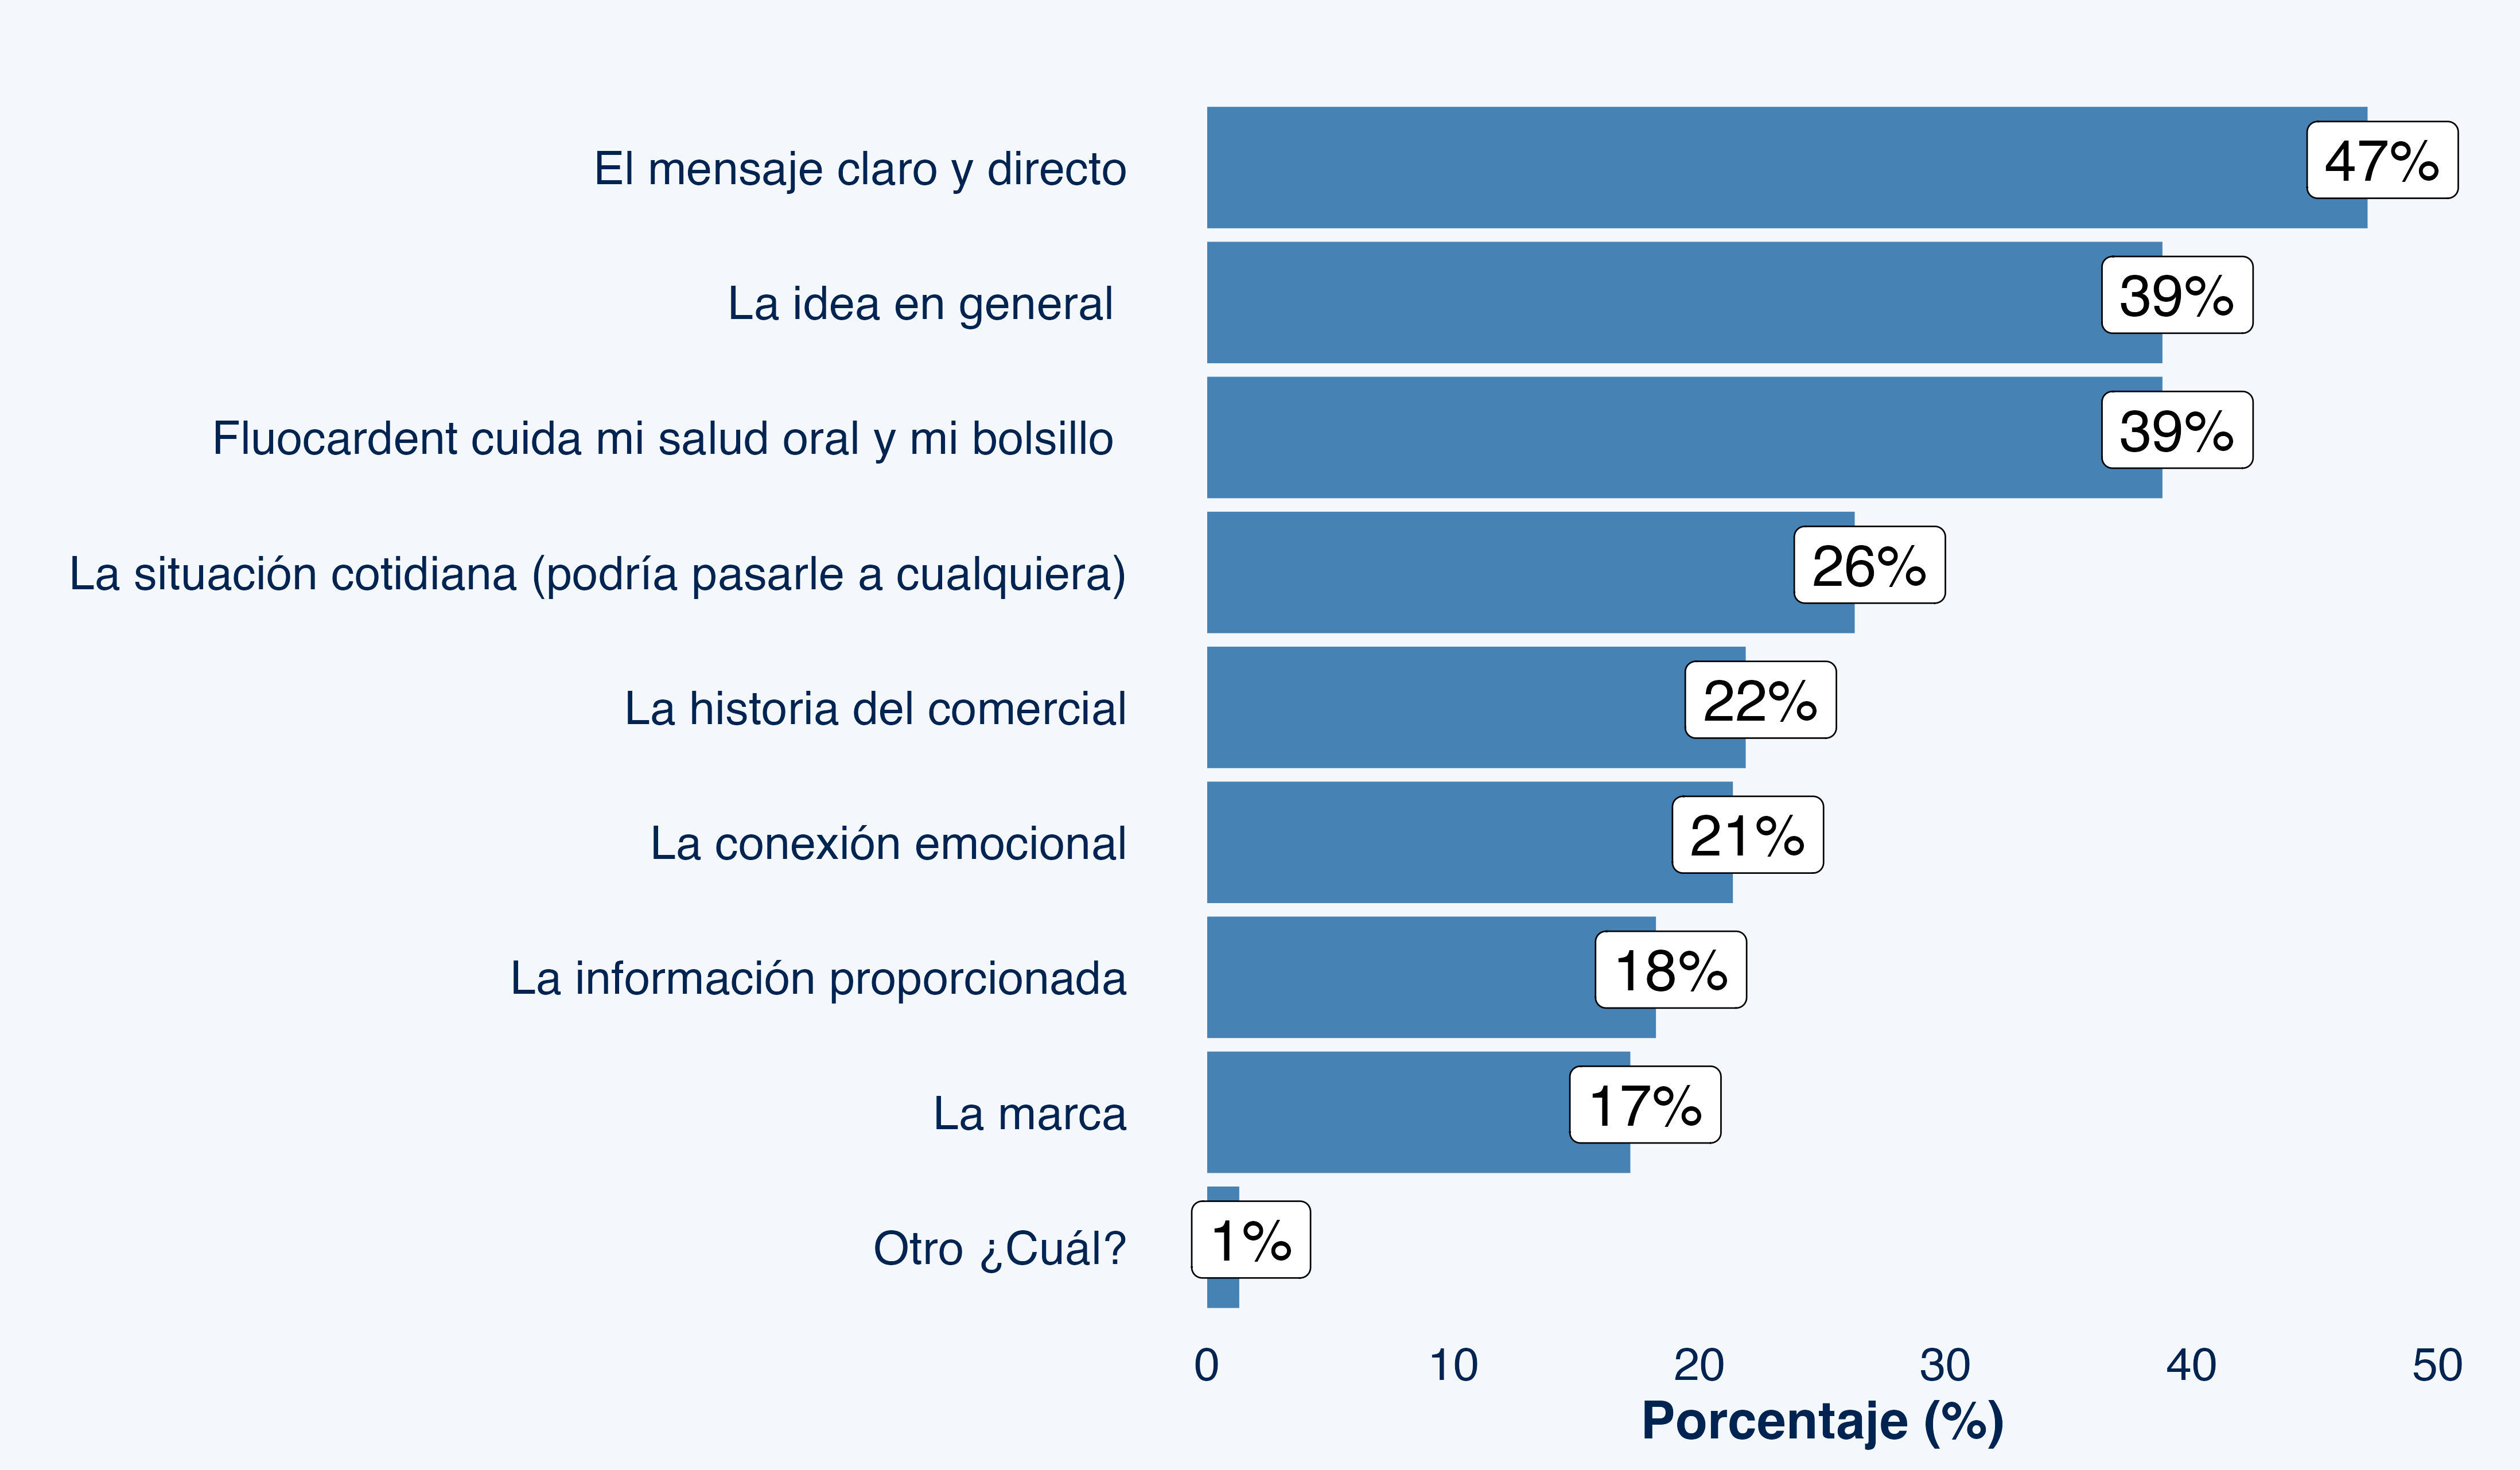 El mensaje claro y directo
47%
La idea en general
39%
Fluocardent cuida mi salud oral y mi bolsillo
39%
La situación cotidiana (podría pasarle a cualquiera)
26%
La historia del comercial
22%
La conexión emocional
21%
La información proporcionada
18%
La marca
17%
Otro ¿Cuál?
1%
0 10 20 30 40 50
Porcentaje (%)